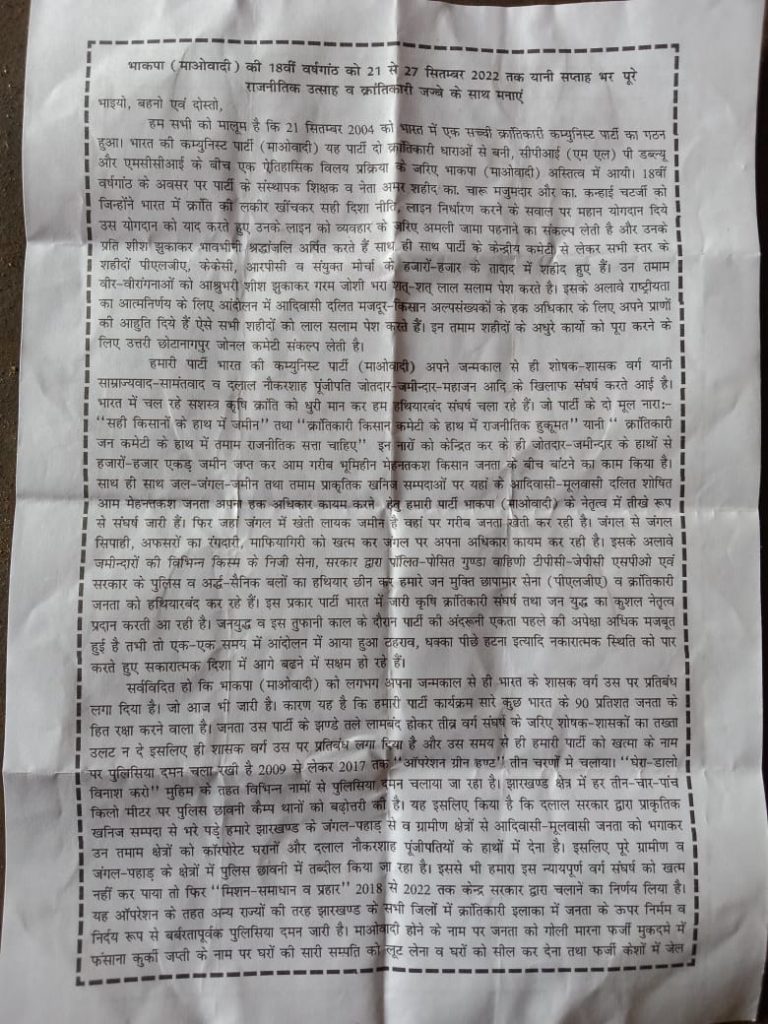 भाकपा (माओवादी) की 18वीं वर्षगांठ को 21 से 27 सितम्बर 2022 तक यानी सप्ताह भर पूरे
राजनीतिक उत्साह व क्रांतिकारी जज्बे के साथ मनाएं
भाइयो, बहनो एवं दोस्तो,
हम सभी को मालूम है कि 21 सितम्बर 2004 को भारत में एक सच्ची क्रांतिकारी कम्युनिस्ट पार्टी का गठन
हुआ। भारत की कम्युनिस्ट पार्टी (माओवादी) यह पार्टी दो क्रांतिकारी धाराओं से बनी, सीपीआई (एम एल) पी डब्ल्यू
और एमसीसीआई के बीच एक ऐतिहासिक विलय प्रक्रिया के जरिए भाकपा (माओवादी) अस्तित्व में आयी। 18वीं
वर्षगांठ के अवसर पर पार्टी के संस्थापक शिक्षक व नेता अमर शहीद का. चारू मजुमदार और का. कन्हाई चटर्जी को
जिन्होंने भारत में क्रांति की लकीर खींचकर सही दिशा नीति, लाइन निर्धारण करने के सवाल पर महान योगदान दिये
उस योगदान को याद करते हुए उनके लाइन को व्यवहार के जरिए अमली जामा पहनाने का संकल्प लेती है और उनके
प्रति शीश झुकाकर भावभीनी श्रद्धांजलि अर्पित करते हैं साथ ही साथ पार्टी के केन्द्रीय कमेटी से लेकर सभी स्तर के
शहीदों पीएलजीए, केकेसी, आरपीसी व संयुक्त मोर्चा के हजारों-हजार के तादाद में शहीद हुए हैं। उन तमाम
वीर-वीरांगनाओं को आश्रुभरी शीश झुकाकर गरम जोशी भरा शत्-शत् लाल सलाम पेश करते है। इसके अलावे राष्ट्रीयता
का आत्मनिर्णय के लिए आंदोलन में आदिवासी दलित मजदूर-किसान अल्पसंख्यकों के हक अधिकार के लिए अपने प्राणों
की आहुति दिये हैं ऐसे सभी शहीदों को लाल सलाम पेश करते हैं। इन तमाम शहीदों के अधुरे कार्यो को पूरा करने के
लिए उत्तरी छोटानागपुर जोनल कमेटी संकल्प लेती है।
हमारी पार्टी भारत की कम्युनिस्ट पार्टी (माओवादी) अपने जन्मकाल से ही शोषक-शासक वर्ग यानी
साम्राज्यवाद-सामंतवाद व दलाल नौकरशाह पूंजीपति जोतदार-जमीन्दार-महाजन आदि के खिलाफ संघर्ष करते आई है।
भारत में चल रहे सशस्त्र कृषि क्रांति को धुरी मान कर हम हथियारबंद संघर्ष चला रहे हैं। जो पार्टी के दो मूल नाराः-
"सही किसानों के हाथ में जमीन" तथा "क्रांतिकारी किसान कमेटी के हाथ में राजनीतिक हुकूमत" यानी " क्रांतिकारी
जन कमेटी के हाथ में तमाम राजनीतिक सत्ता चाहिए" इन नारों को केन्द्रित कर के ही जोतदार-जमीन्दार के हाथों से
हजारों-हजार एकड़ जमीन जप्त कर आम गरीब भूमिहीन मेहनतकश किसान जनता के बीच बांटने का काम किया है।
साथ ही साथ जल-जंगल-जमीन तथा तमाम प्राकृतिक खनिज सम्पदाओं पर यहां के आदिवासी-मूलवासी दलित शोषित
आम मेहनतकश जनता अपना हक अधिकार कायम करने हेतु हमारी पार्टी भाकपा (माओवादी) के नेतृत्व में तीखे रूप
से संघर्ष जारी हैं। फिर जहां जंगल में खेती लायक जमीन है वहां पर गरीब जनता खेती कर रही है। जंगल से जंगल
सिपाही, अफसरों का रंगदारी, माफियागिरी को खत्म कर जंगल पर अपना अधिकार कायम कर रही है। इसके अलावे
जमीन्दारों की विभिन्न किस्म के निजी सेना, सरकार द्वारा पालित-पोसित गुण्डा वाहिणी टीपीसी-जेपीसी एसपीओ एवं
सरकार के पुलिस व अर्द्ध-सैनिक बलों का हथियार छीन कर हमारे जन मुक्ति छापामार सेना (पीएलजीए) व क्रांतिकारी
जनता को हथियारबंद कर रहे हैं। इस प्रकार पार्टी भारत में जारी कृषि क्रांतिकारी संघर्ष तथा जन युद्ध का कुशल नेतृत्व
प्रदान करती आ रही है। जनयुद्ध व इस तुफानी काल के दौरान पार्टी की अंदरूनी एकता पहले की अपेक्षा अधिक मजबूत
हुई है तभी तो एक-एक समय में आंदोलन में आया हुआ ठहराव, धक्का पीछे हटना इत्यादि नकारात्मक स्थिति को पार
करते हुए सकारात्मक दिशा में आगे बढने में सक्षम हो रहे हैं।
सर्वविदित हो कि भाकपा (माओवादी) को लगभग अपना जन्मकाल से ही भारत के शासक वर्ग उस पर प्रतिबंध
लगा दिया है। जो आज भी जारी है। कारण यह है कि हमारी पार्टी कार्यक्रम सारे कुछ भारत के 90 प्रतिशत जनता के
हित रक्षा करने वाला है। जनता उस पार्टी के झण्डे तले लामबंद होकर तीव्र वर्ग संघर्ष के जरिए शोषक-शासकों का तख्ता
उलट न दे इसलिए ही शासक वर्ग उस पर प्रतिबंध लगा दिया है और उस समय से ही हमारी पार्टी को खत्मा के नाम
पर पुलिसिया दमन चला रखी है 2009 से लेकर 2017 तक "ऑपरेशन ग्रीन हण्ट" तीन चरणों मे चलाया। "घेरा-डालो
विनाश करो" मुहिम के तहत विभिन्न नामों से पुलिसिया दमन चलाया जा रहा है। झारखण्ड क्षेत्र में हर तीन-चार-पांच
किलो मीटर पर पुलिस छावनी कैम्प थानों को बढ़ोत्तरी की है। यह इसलिए किया है कि दलाल सरकार द्वारा प्राकृतिक
खनिज सम्पदा से भरे पड़े हमारे झारखण्ड के जंगल-पहाड़ से व ग्रामीण क्षेत्रों से आदिवासी-मूलवासी जनता को भगाकर
उन तमाम क्षेत्रों को कॉरपोरेट घरानों और दलाल नौकरशाह पूंजीपतियों के हाथों में देना है। इसलिए पूरे ग्रामीण व
जंगल-पहाड़ के क्षेत्रों में पुलिस छावनी में तब्दील किया जा रहा है। इससे भी हमारा इस न्यायपूर्ण वर्ग संघर्ष को खत्म
नहीं कर पाया तो फिर "मिशन-समाधान व प्रहार" 2018 से 2022 तक केन्द्र सरकार द्वारा चलाने का निर्णय लिया है।
यह ऑपरेशन के तहत अन्य राज्यों की तरह झारखण्ड के सभी जिलों में क्रांतिकारी इलाका में जनता के ऊपर निर्मम व
निर्दय रूप से बर्बरतापूर्वक पुलिसिया दमन जारी है। माओवादी होने के नाम पर जनता को गोली मारना फर्जी मुकदमे में
फंसाना कुर्की जप्ती के नाम पर घरों की सारी सम्पति को लूट लेना व घरों को सील कर देना तथा फर्जी केशों में जेल